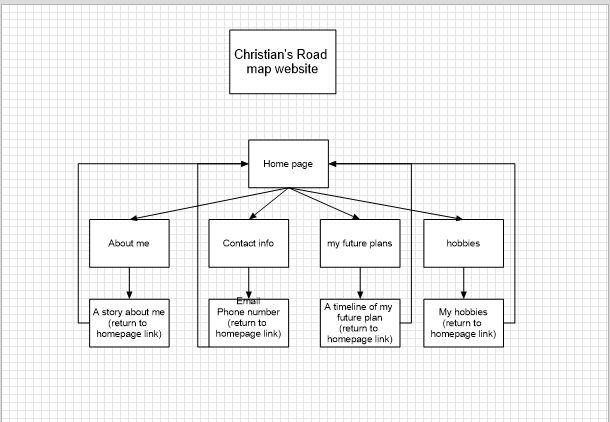 Christian's Road
map website
Home page
About me
Contact info
my future plans
hobbies
A story about me
(return to
homepage link)
Email
Phone number
(return to
homepage link)
A timeline of my
future plan
(return to
homepage link)
My hobbies
(return to
homepage link)